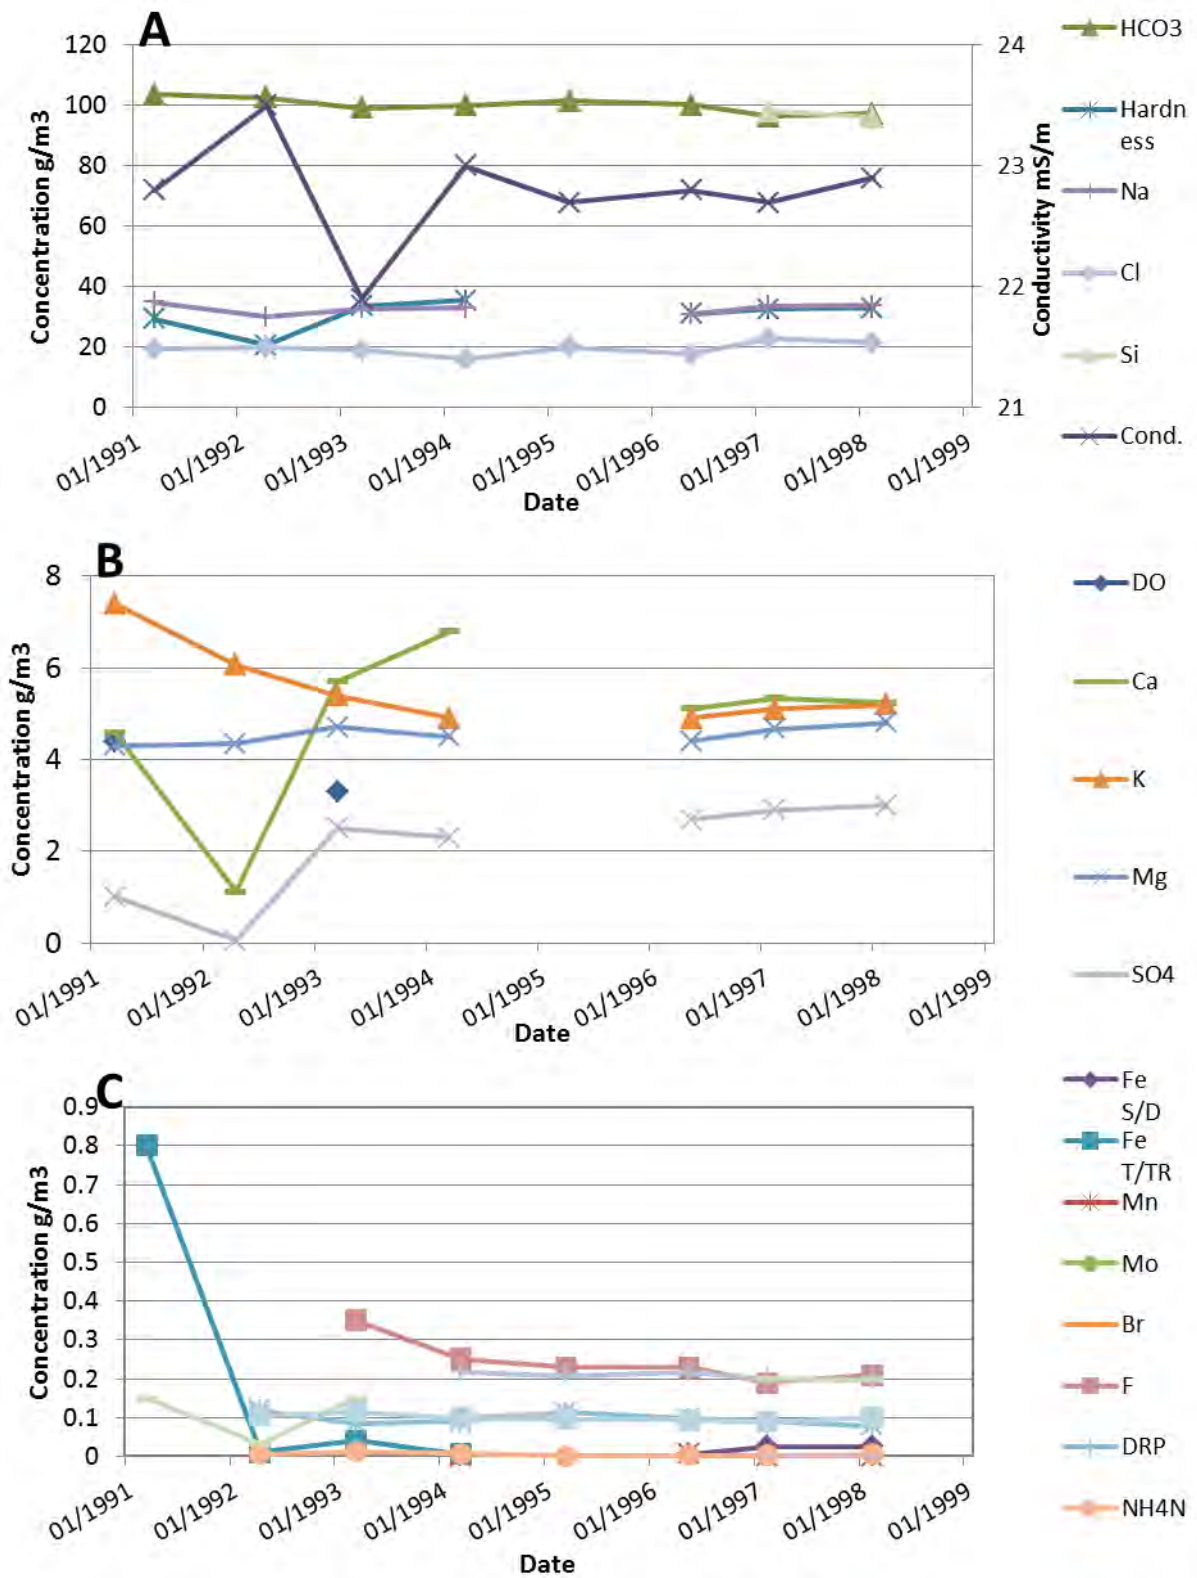 A
Concentration g/m3
120
100
80
60
40
20
0
24
23
22
21
Conductivity mS/m
01/1991
01/1992
01/1993
01/1994
01/1995
01/1996
01/1997
01/1998
01/1999
Date
HCO3
Hardn
ess
Na
Cl
Si
Cond.
B
Concentration g/m3
8
6
4
2
0
01/1991
01/1992
01/1993
01/1994
01/1995
01/1996
01/1997
01/1998
01/1999
Date
DO
Ca
K
Mg
SO4
C
Concentration g/m3
0.9
0.8
0.7
0.6
0.5
0.4
0.3
0.2
0.1
0
01/1991
01/1992
01/1993
01/1994
01/1995
01/1996
01/1997
01/1998
01/1999
Date
Fe
S/D
Fe
T/TR
Mn
Mo
Br
F
DRP
NH4N